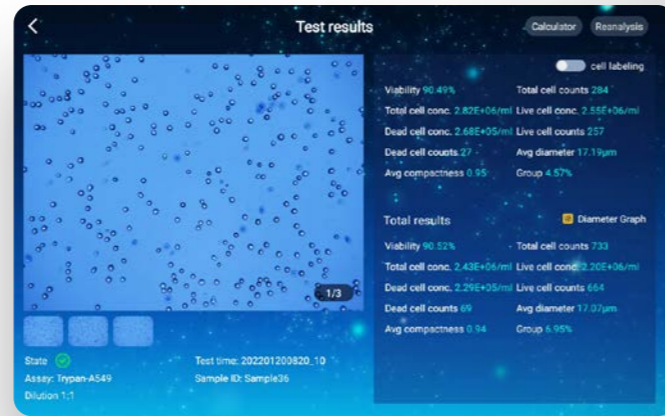 Test results
Calculator
Reanalysis
cell labeling
Viability 90.49% Total cell counts 284
Total cell conc. 2.82E+06/ml Live cell conc. 2.55E+06/ml
Dead cell conc. 2.68E+05/ml Live cell counts 257
Dead cell counts 27 Avg diameter 17.19μm
Avg compactness 0.95 Group 4.57%
1/3
Total results
Diameter Graph
Viability 90.52% Total cell counts 733
Total cell conc. 2.43E+06/ml Live cell conc. 2.20E+06/ml
Dead cell conc. 2.29E+05/ml Live cell counts 664
Dead cell counts 69 Avg diameter 17.07μm
Avg compactness 0.94 Group 6.95%
State
Test time: 202201200820_10
Assay: Trypan-A549
Sample ID: Sample36
Dilution 1:1